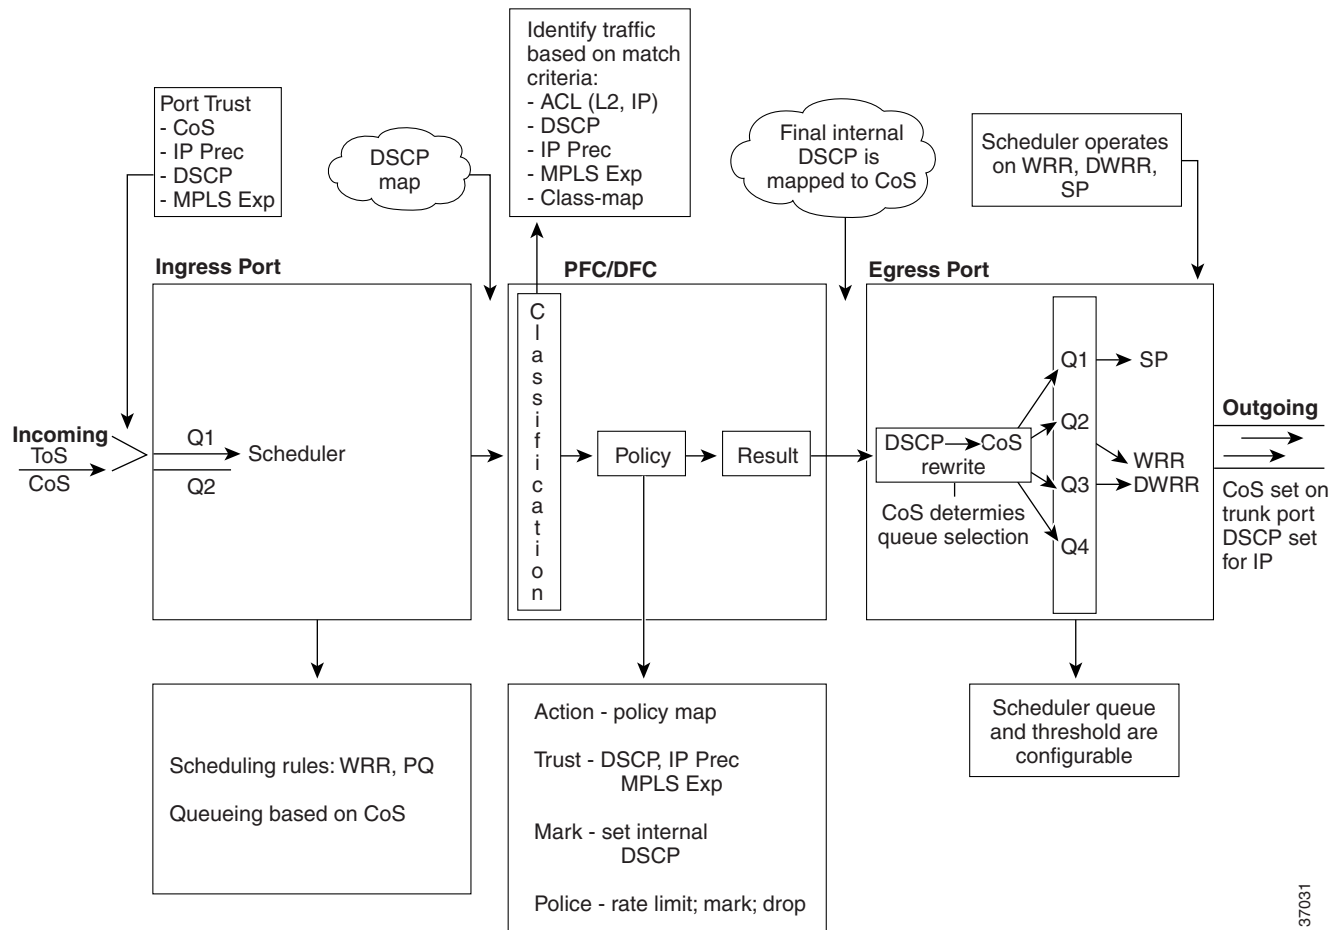 Identify traffic
based on match
criteria:
- ACL (L2, IP)
- DSCP
- IP Prec
- MPLS Exp
- Class-map
Port Trust
- CoS
- IP Prec
- DSCP
- MPLS Exp
DSCP
map
Final internal
DSCP is
mapped to CoS
Scheduler operates
on WRR, DWRR,
SP
Ingress Port
PFC/DFC
Egress Port
Incoming
ToS
CoS
Q1
Q2
Scheduler
Classification
Policy
Result
DSCP CoS
rewrite
CoS determies
queue selection
Q1
Q2
Q3
Q4
SP
WRR
DWRR
Outgoing
CoS set on
trunk port
DSCP set
for IP
Scheduling rules: WRR, PQ
Queueing based on CoS
Action - policy map
Trust - DSCP, IP Prec
MPLS Exp
Mark - set internal
DSCP
Police - rate limit; mark; drop
Scheduler queue
and threshold are
configurable
37031